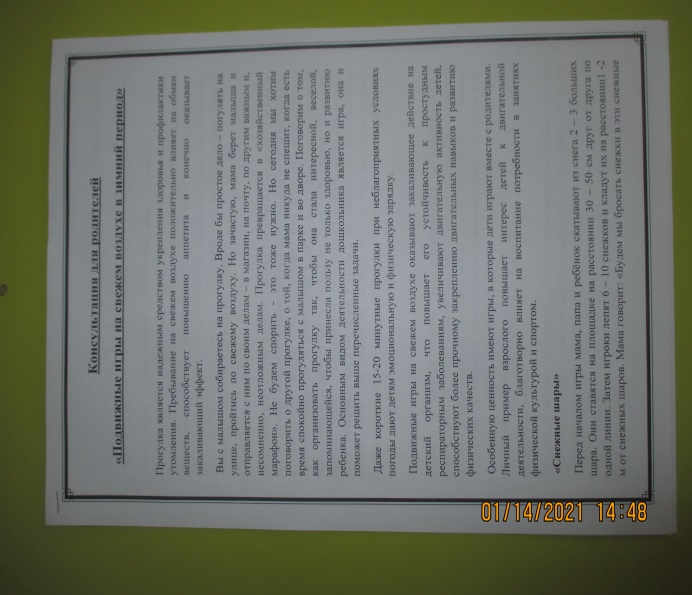 Консультация для родителей
«Подвижные игры на свежем воздухе в зимний период»
Прогулка является надежным средством укрепления здоровья и профилактики
утомления. Пребывание на свежем воздухе положительно влияет на обмен
веществ, способствует повышению аппетита и конечно оказывает
закаливающий эффект.
Вы с малышом собираетесь на прогулку. Вроде бы простое дело – погулять на
улице, пройтись по свежему воздуху. Но зачастую, мама берет малыша и
отправляется с ним по своим делам – в магазин, на почту, по другим важным и,
несомненно, неотложным делам. Прогулка превращается в «хозяйственный
марафон». Не будем спорить - это тоже нужно. Но сегодня мы хотим
поговорить о другой прогулке, о той, когда мама никуда не спешит, когда есть
время спокойно прогуляться с малышом в парке и во дворе. Поговорим о том,
как организовать прогулку так, чтобы она стала интересной, веселой,
запоминающейся, чтобы принесла пользу не только здоровью, но и развитию
ребенка. Основным видом деятельности дошкольника является игра, она и
поможет решить выше перечисленные задачи.
Даже короткие 15-20 минутные прогулки при неблагоприятных условиях
погоды дают детям эмоциональную и физическую зарядку.
Подвижные игры на свежем воздухе оказывают закаливающее действие на
детский организм, что повышает его устойчивость к простудным
респираторным заболеваниям, увеличивают двигательную активность детей,
способствуют более прочному закреплению двигательных навыков и развитию
физических качеств.
Особенную ценность имеют игры, в которые дети играют вместе с родителями.
Личный пример взрослого повышает интерес детей к двигательной
деятельности, благотворно влияет на воспитание потребности в занятиях
физической культурой и спортом.
«Снежные шары»
Перед началом игры мама, папа и ребёнок скатывают из снега 2 – 3 больших
шара. Они ставятся на площадке на расстоянии 30 – 50 см друг от друга по
одной линии. Затем игроки лепят 6 – 10 снежков и кладут их на расстоянии1 -2
м от снежных шаров. Мама говорит: «Будем мы бросать снежки в эти снежные
01/14/2021 14:48